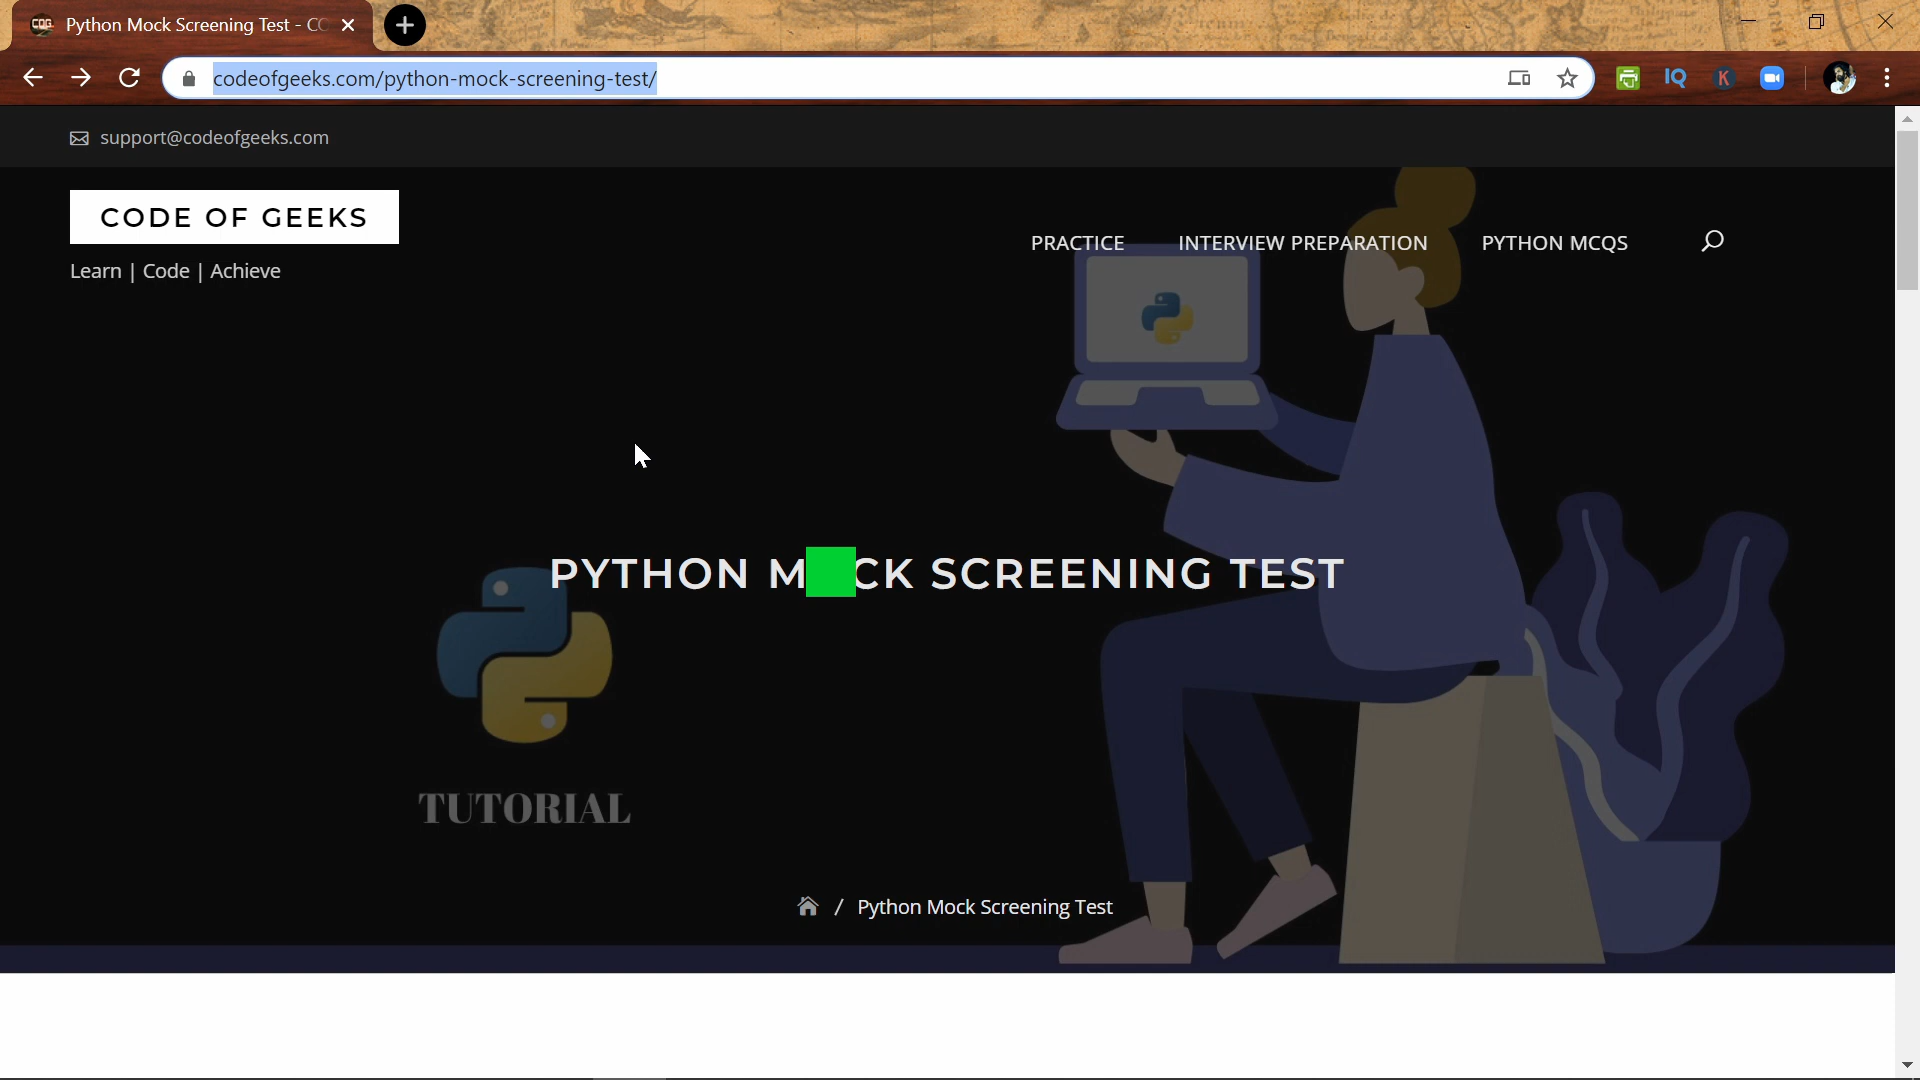 Python Mock Screening Test - CO
codeofgeeks.com/python-mock-screening-test/
IQ
K
support@codeofgeeks.com
CODE OF GEEKS
Learn | Code | Achieve
PRACTICE
INTERVIEW PREPARATION
PYTHON MCQS
PYTHON M CK SCREENING TEST
TUTORIAL
/ Python Mock Screening Test